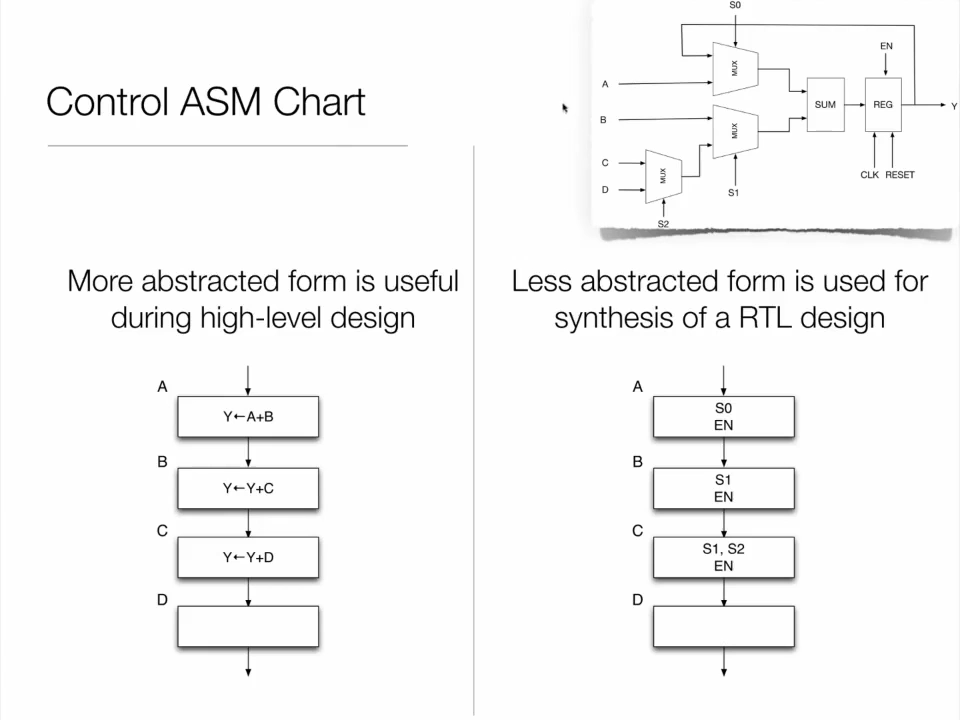 Control ASM Chart
S0
MUX
A
EN
SUM
REG
Y
B
MUX
C
D
MUX
S1
CLK RESET
S2
More abstracted form is useful
during high-level design
A
Y←A+B
B
Y←Y+C
C
Y←Y+D
D
Less abstracted form is used for
synthesis of a RTL design
A
S0
EN
B
S1
EN
C
S1, S2
EN
D